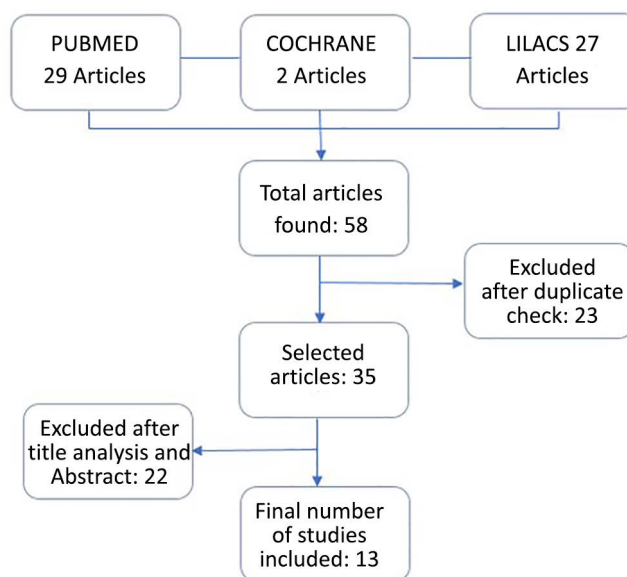 PUBMED
29 Articles
COCHRANE
2 Articles
LILACS 27
Articles
Total articles
found: 58
Excluded
after duplicate
check: 23
Selected
articles: 35
Excluded after
title analysis and
Abstract: 22
Final number
of studies
included: 13